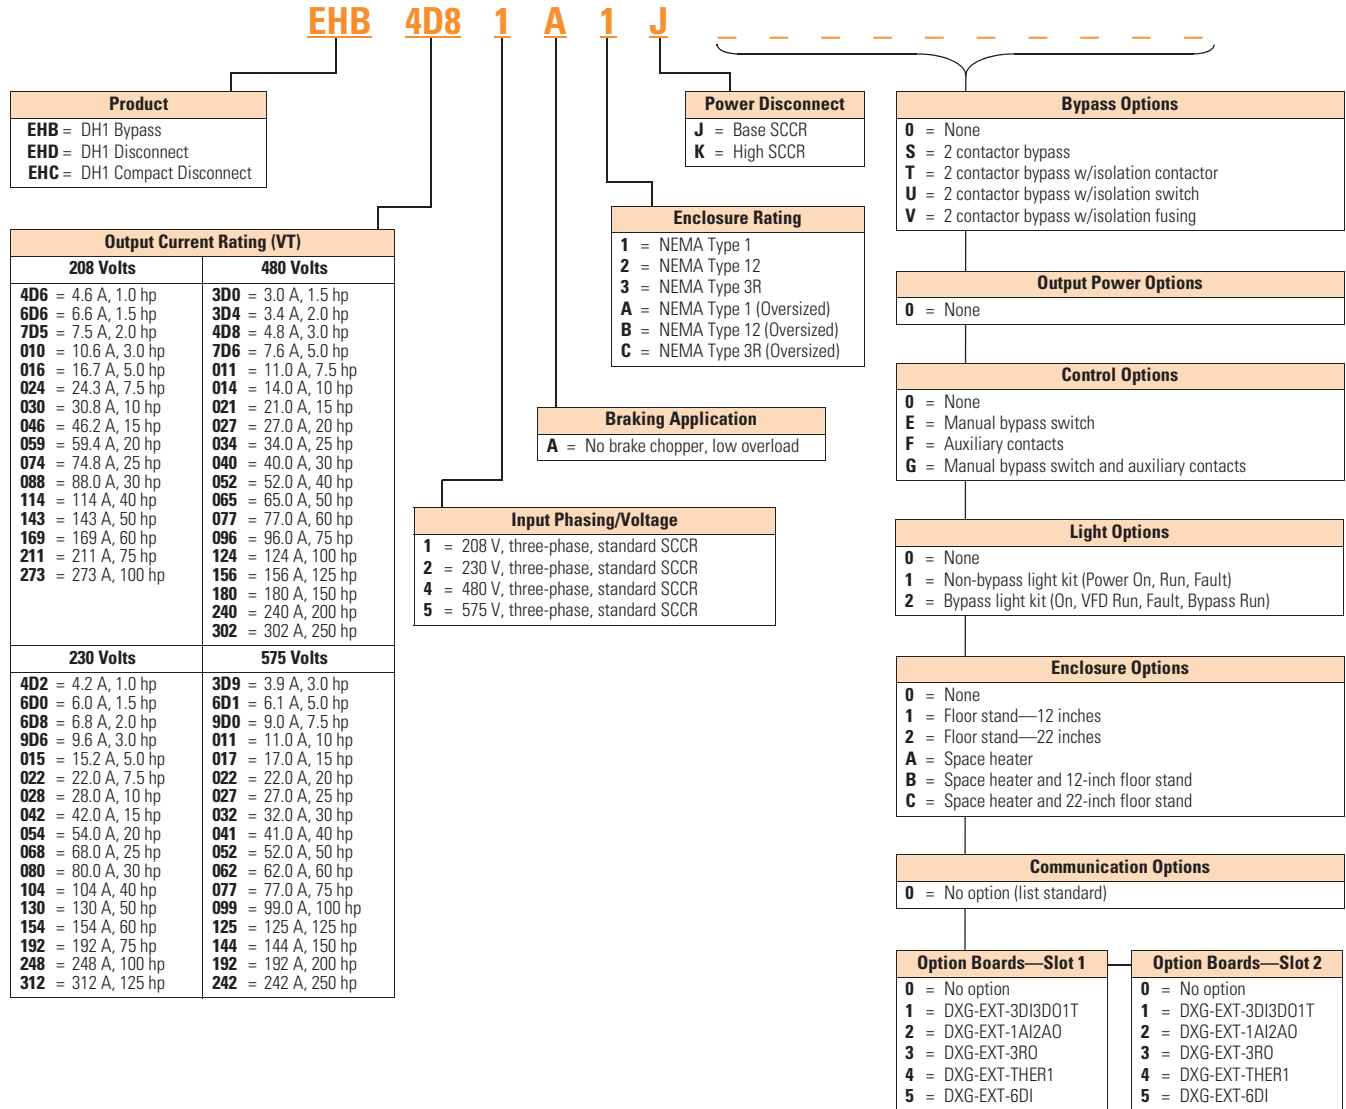 EHB 4D8 1 A 1 J _ _ _ _ _ _ _ _ _ _
Product
EHB = DH1 Bypass
EHD = DH1 Disconnect
EHC = DH1 Compact Disconnect
Output Current Rating (VT)
208 Volts
4D6 = 4.6 A, 1.0 hp
6D6 = 6.6 A, 1.5 hp
7D5 = 7.5 A, 2.0 hp
010 = 10.6 A, 3.0 hp
016 = 16.7 A, 5.0 hp
024 = 24.3 A, 7.5 hp
030 = 30.8 A, 10 hp
046 = 46.2 A, 15 hp
059 = 59.4 A, 20 hp
074 = 74.8 A, 25 hp
088 = 88.0 A, 30 hp
114 = 114 A, 40 hp
143 = 143 A, 50 hp
169 = 169 A, 60 hp
211 = 211 A, 75 hp
273 = 273 A, 100 hp
480 Volts
3D0 = 3.0 A, 1.5 hp
3D4 = 3.4 A, 2.0 hp
4D8 = 4.8 A, 3.0 hp
7D6 = 7.6 A, 5.0 hp
011 = 11.0 A, 7.5 hp
014 = 14.0 A, 10 hp
021 = 21.0 A, 15 hp
027 = 27.0 A, 20 hp
034 = 34.0 A, 25 hp
040 = 40.0 A, 30 hp
052 = 52.0 A, 40 hp
065 = 65.0 A, 50 hp
077 = 77.0 A, 60 hp
096 = 96.0 A, 75 hp
124 = 124 A, 100 hp
156 = 156 A, 125 hp
180 = 180 A, 150 hp
240 = 240 A, 200 hp
302 = 302 A, 250 hp
230 Volts
4D2 = 4.2 A, 1.0 hp
6D0 = 6.0 A, 1.5 hp
6D8 = 6.8 A, 2.0 hp
9D6 = 9.6 A, 3.0 hp
015 = 15.2 A, 5.0 hp
022 = 22.0 A, 7.5 hp
028 = 28.0 A, 10 hp
042 = 42.0 A, 15 hp
054 = 54.0 A, 20 hp
068 = 68.0 A, 25 hp
080 = 80.0 A, 30 hp
104 = 104 A, 40 hp
130 = 130 A, 50 hp
154 = 154 A, 60 hp
192 = 192 A, 75 hp
248 = 248 A, 100 hp
312 = 312 A, 125 hp
575 Volts
3D9 = 3.9 A, 3.0 hp
6D1 = 6.1 A, 5.0 hp
9D0 = 9.0 A, 7.5 hp
011 = 11.0 A, 10 hp
017 = 17.0 A, 15 hp
022 = 22.0 A, 20 hp
027 = 27.0 A, 25 hp
032 = 32.0 A, 30 hp
041 = 41.0 A, 40 hp
052 = 52.0 A, 50 hp
062 = 62.0 A, 60 hp
077 = 77.0 A, 75 hp
099 = 99.0 A, 100 hp
125 = 125 A, 125 hp
144 = 144 A, 150 hp
192 = 192 A, 200 hp
242 = 242 A, 250 hp
Input Phasing/Voltage
1 = 208 V, three-phase, standard SCCR
2 = 230 V, three-phase, standard SCCR
4 = 480 V, three-phase, standard SCCR
5 = 575 V, three-phase, standard SCCR
Braking Application
A = No brake chopper, low overload
Enclosure Rating
1 = NEMA Type 1
2 = NEMA Type 12
3 = NEMA Type 3R
A = NEMA Type 1 (Oversized)
B = NEMA Type 12 (Oversized)
C = NEMA Type 3R (Oversized)
Power Disconnect
J = Base SCCR
K = High SCCR
Bypass Options
0 = None
S = 2 contactor bypass
T = 2 contactor bypass w/isolation contactor
U = 2 contactor bypass w/isolation switch
V = 2 contactor bypass w/isolation fusing
Output Power Options
0 = None
Control Options
0 = None
E = Manual bypass switch
F = Auxiliary contacts
G = Manual bypass switch and auxiliary contacts
Light Options
0 = None
1 = Non-bypass light kit (Power On, Run, Fault)
2 = Bypass light kit (On, VFD Run, Fault, Bypass Run)
Enclosure Options
0 = None
1 = Floor stand—12 inches
2 = Floor stand—22 inches
A = Space heater
B = Space heater and 12-inch floor stand
C = Space heater and 22-inch floor stand
Communication Options
0 = No option (list standard)
Option Boards—Slot 1
0 = No option
1 = DXG-EXT-3DI3DO1T
2 = DXG-EXT-1AI2AO
3 = DXG-EXT-3RO
4 = DXG-EXT-THER1
5 = DXG-EXT-6DI
Option Boards—Slot 2
0 = No option
1 = DXG-EXT-3DI3DO1T
2 = DXG-EXT-1AI2AO
3 = DXG-EXT-3RO
4 = DXG-EXT-THER1
5 = DXG-EXT-6DI